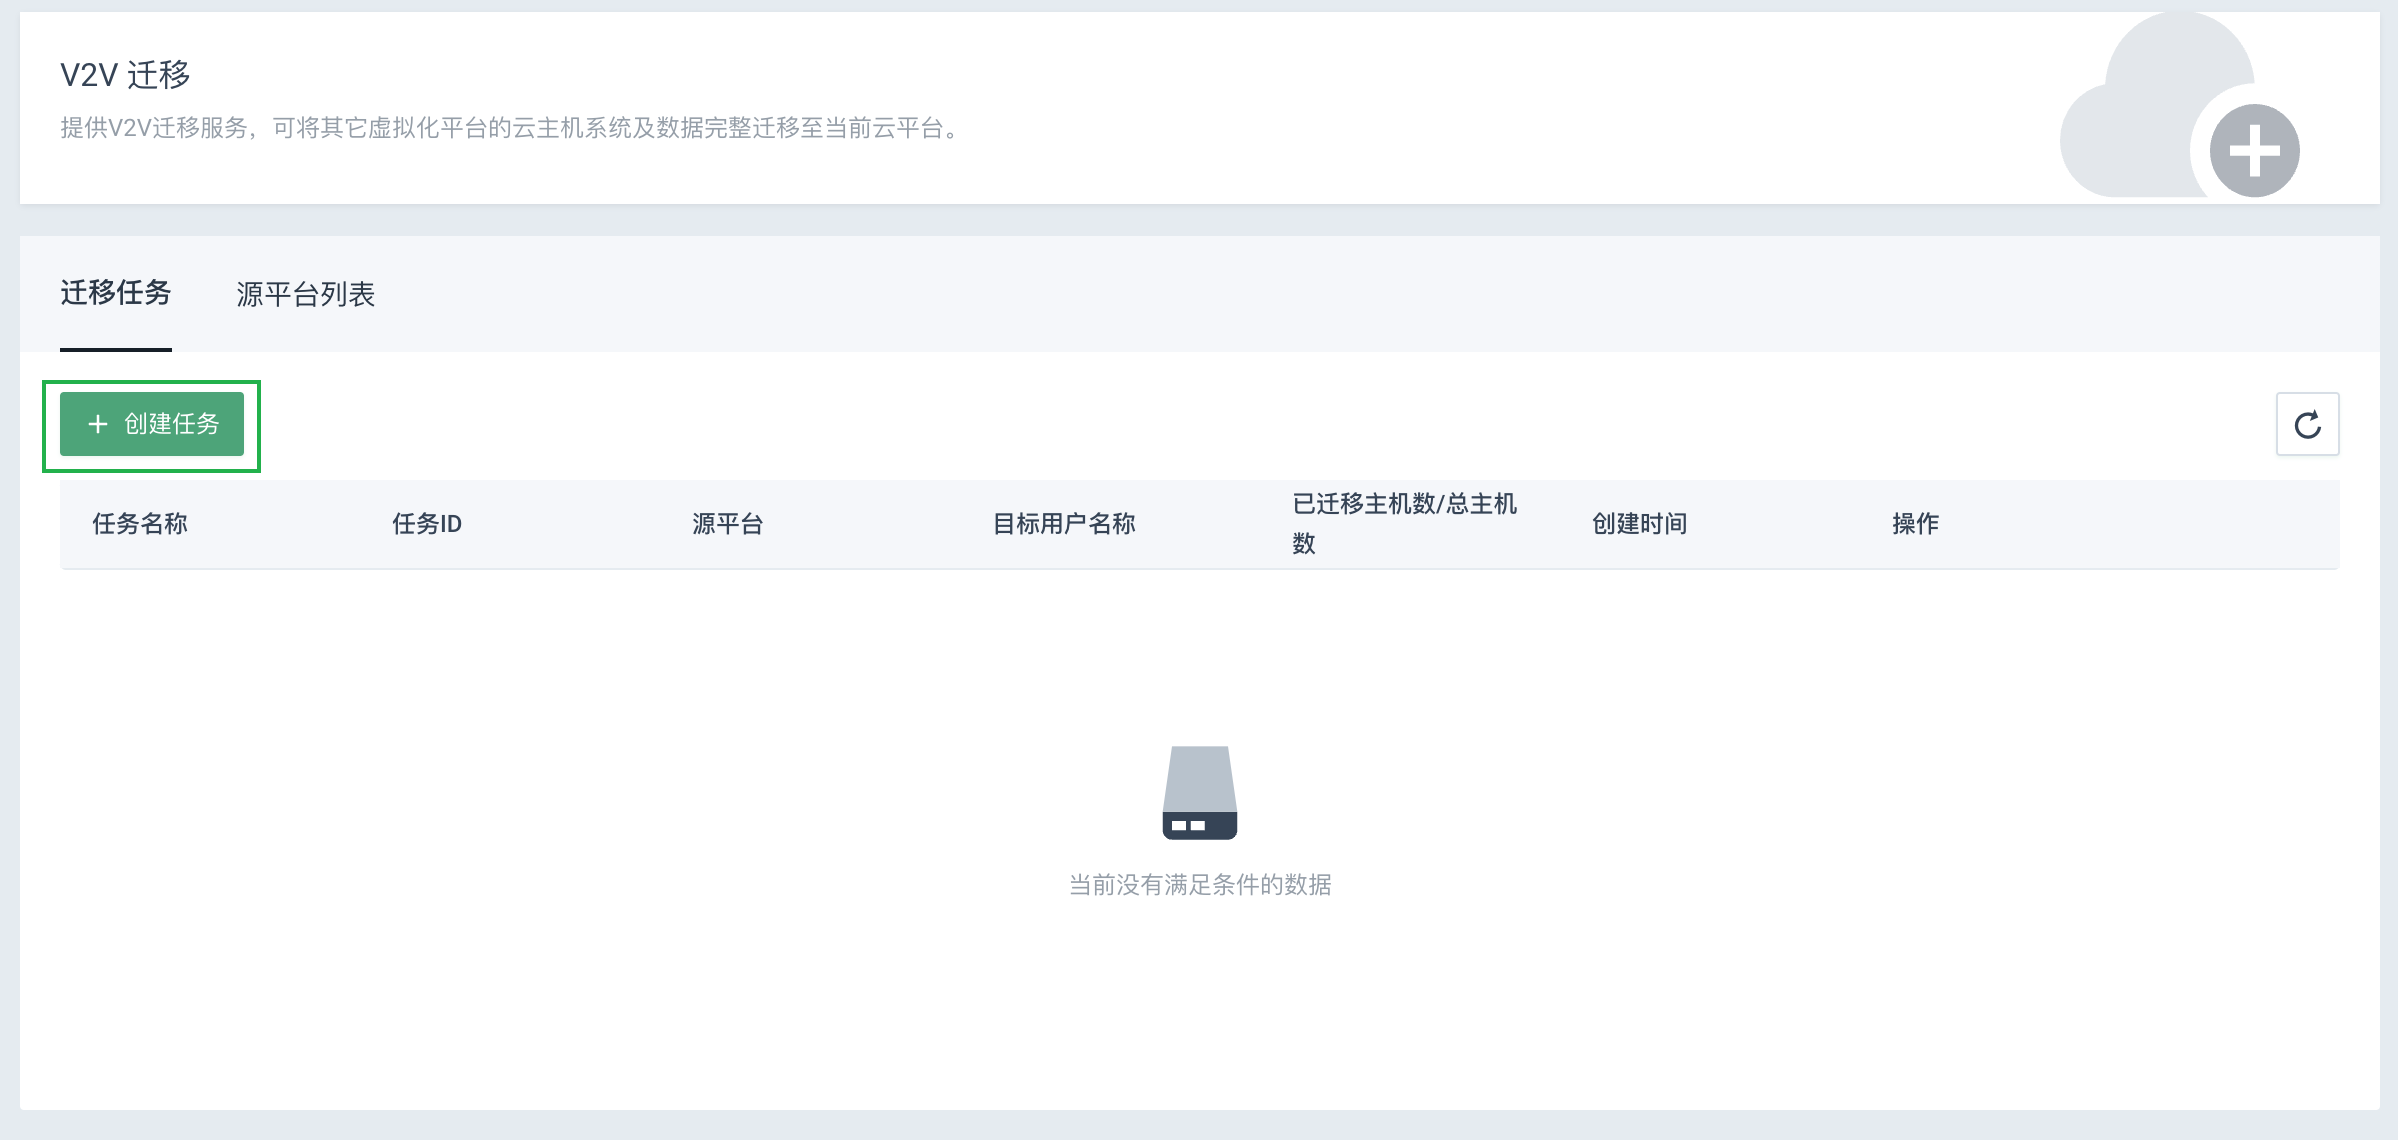 V2V 迁移
提供V2V迁移服务，可将其它虚拟化平台的云主机系统及数据完整迁移至当前云平台。
迁移任务
源平台列表
+ 创建任务
任务名称
任务ID
源平台
目标用户名称
已迁移主机数/总主机
数
创建时间
操作
当前没有满足条件的数据